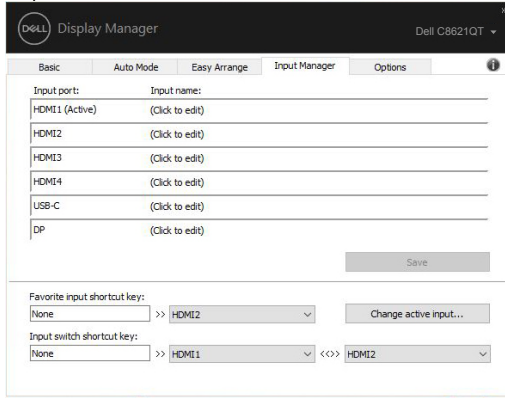 DELL Display Manager
Dell C8621QT
Basic Auto Mode Easy Arrange Input Manager Options
Input port: Input name:
HDMI1 (Active) (Click to edit)
HDMI2 (Click to edit)
HDMI3 (Click to edit)
HDMI4 (Click to edit)
USB-C (Click to edit)
DP (Click to edit)
Save
Favorite input shortcut key:
None >> HDMI2 Change active input...
Input switch shortcut key:
None >> HDMI1 <<>> HDMI2